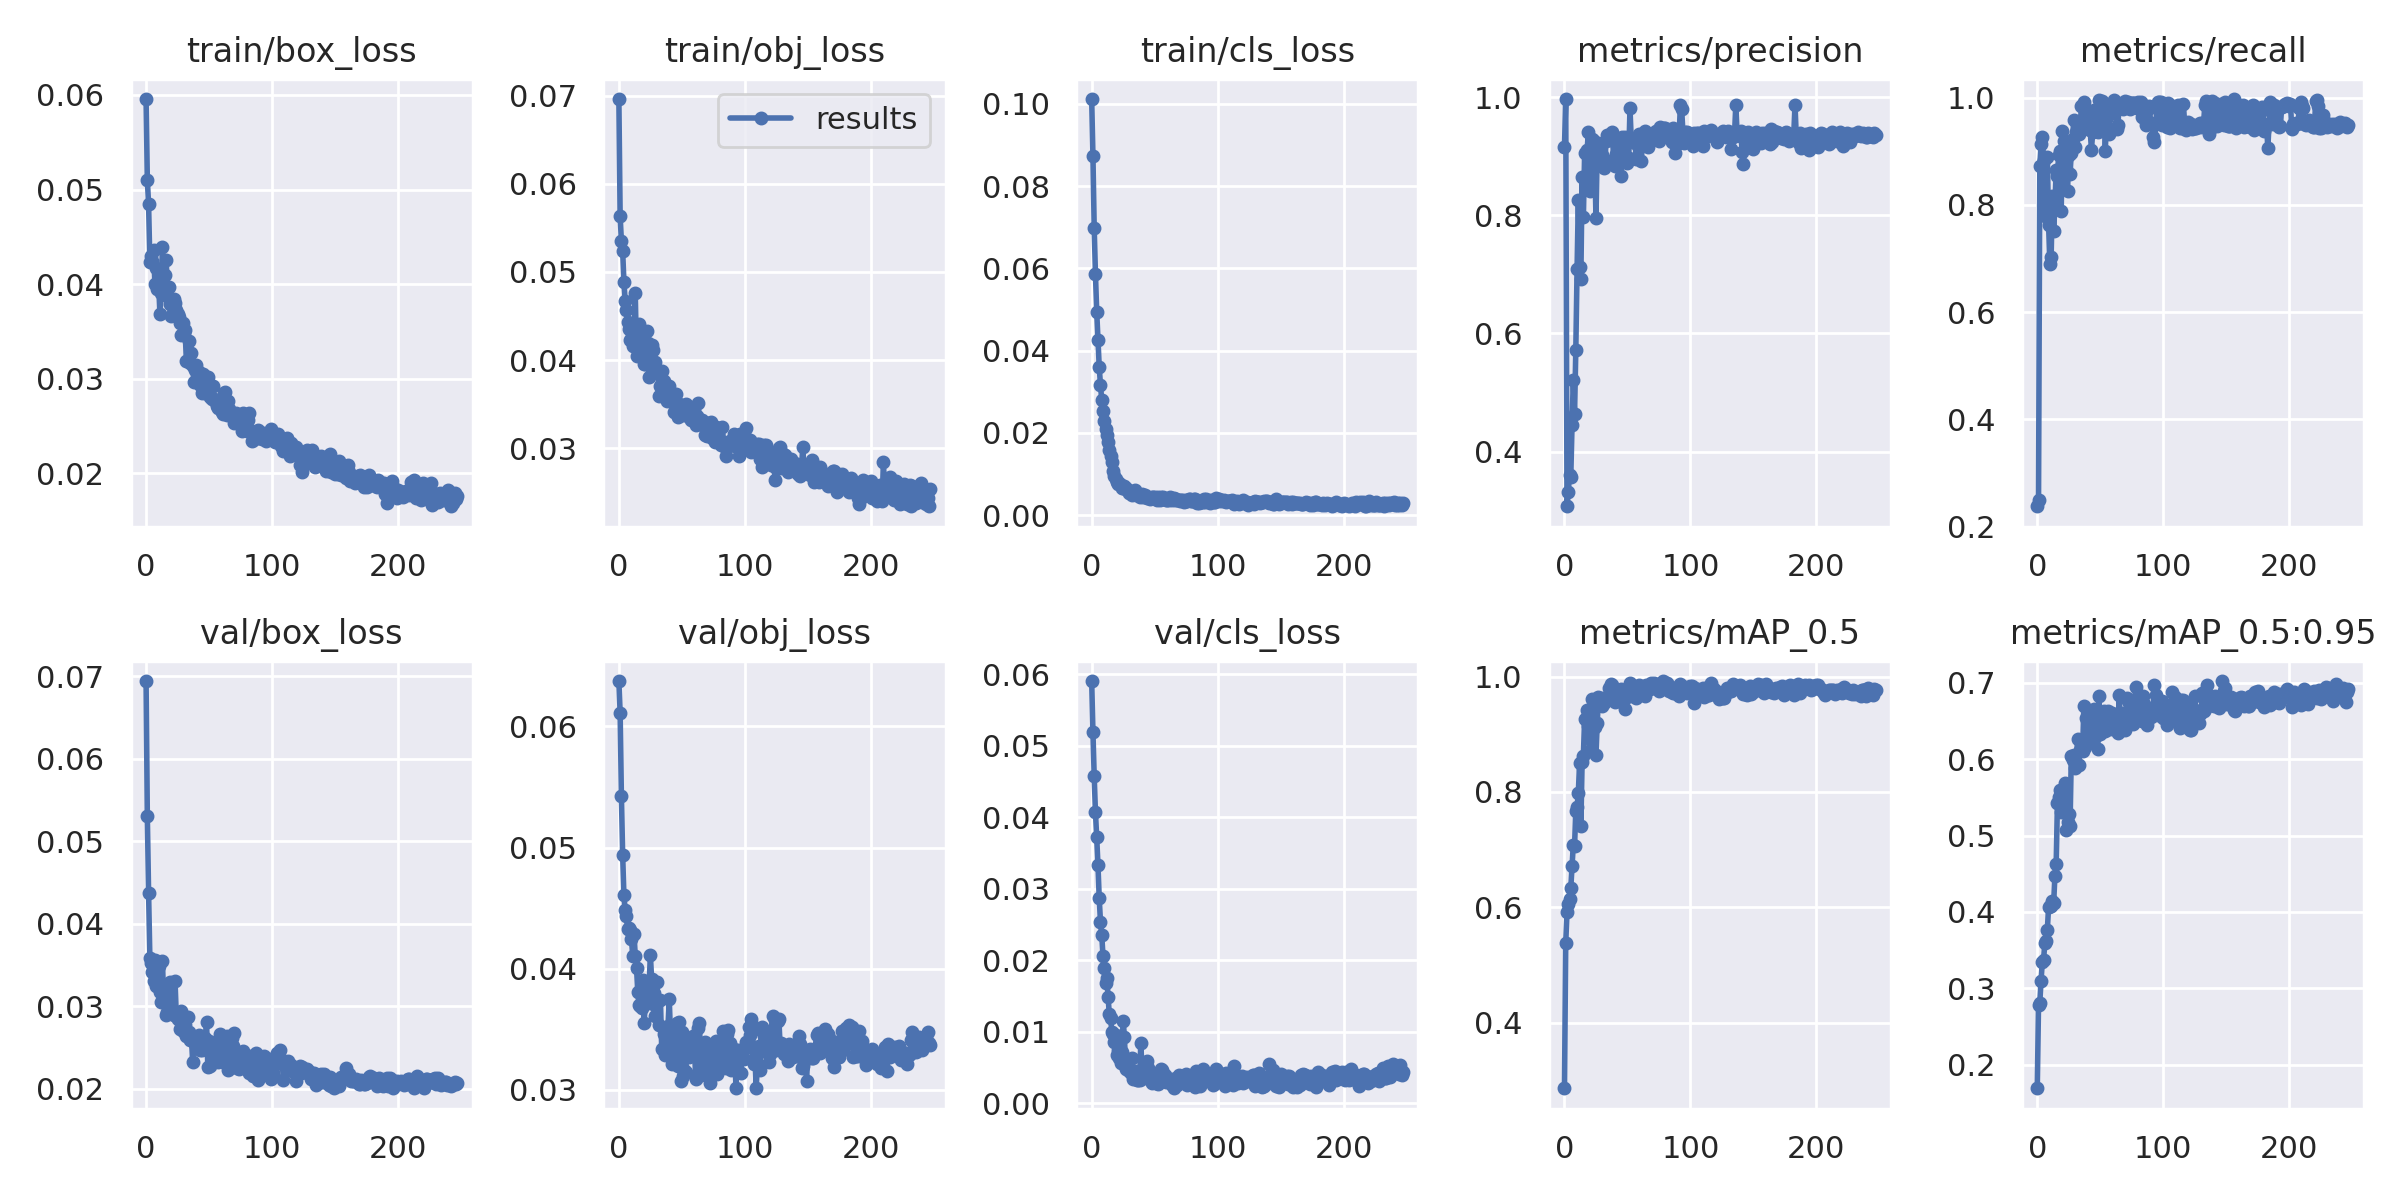 train/box_loss
0.06
0.05
0.04
0.03
0.02
0 100 200
train/obj_loss
results
0.07
0.06
0.05
0.04
0.03
0 100 200
train/cls_loss
0.10
0.08
0.06
0.04
0.02
0.00
0 100 200
metrics/precision
1.0
0.8
0.6
0.4
0 100 200
metrics/recall
1.0
0.8
0.6
0.4
0.2
0 100 200
val/box_loss
0.07
0.06
0.05
0.04
0.03
0.02
0 100 200
val/obj_loss
0.06
0.05
0.04
0.03
0 100 200
val/cls_loss
0.06
0.05
0.04
0.03
0.02
0.01
0.00
0 100 200
metrics/mAP_0.5
1.0
0.8
0.6
0.4
0 100 200
metrics/mAP_0.5:0.95
0.7
0.6
0.5
0.4
0.3
0.2
0 100 200